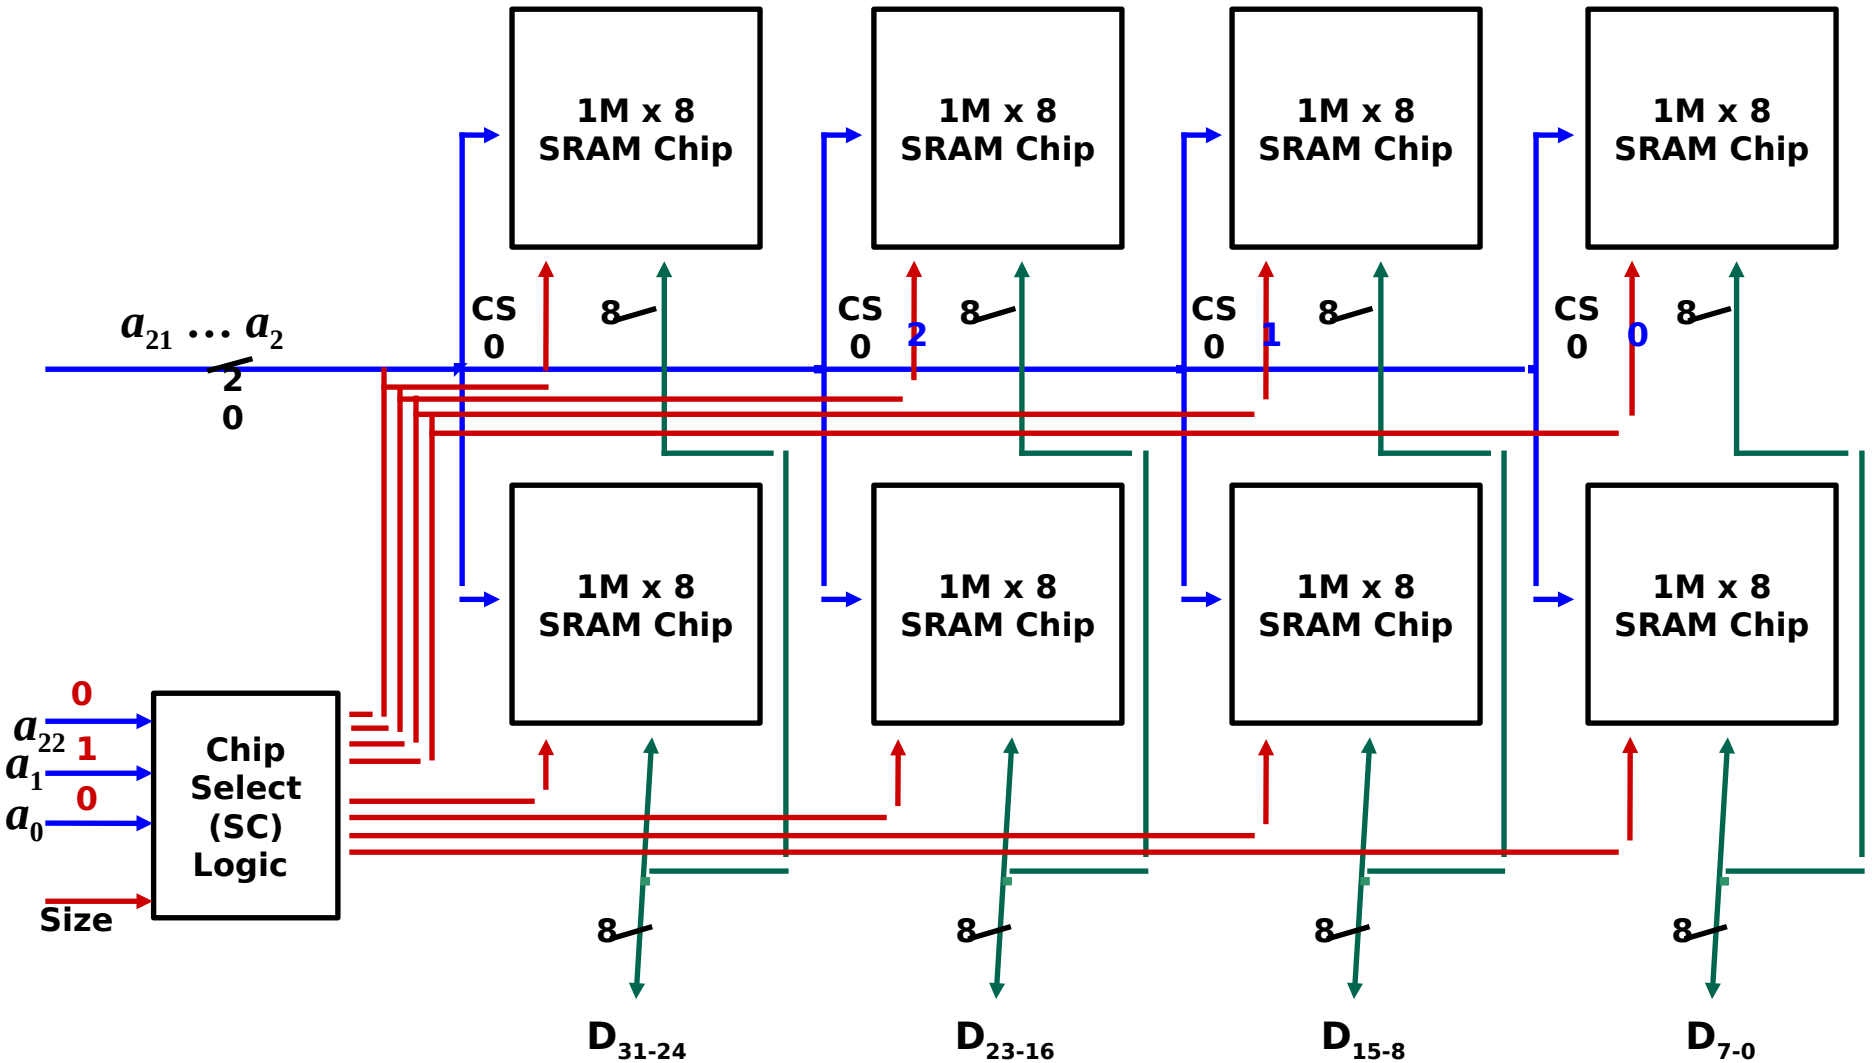 1M x 8
SRAM Chip
1M x 8
SRAM Chip
1M x 8
SRAM Chip
1M x 8
SRAM Chip
a21 … a2
2
0
CS
0
8
CS
0
2
8
CS
0
1
8
CS
0
0
8
1M x 8
SRAM Chip
1M x 8
SRAM Chip
1M x 8
SRAM Chip
1M x 8
SRAM Chip
0
a22
1
a1
0
a0
Size
Chip
Select
(SC)
Logic
8
8
8
8
D31-24
D23-16
D15-8
D7-0